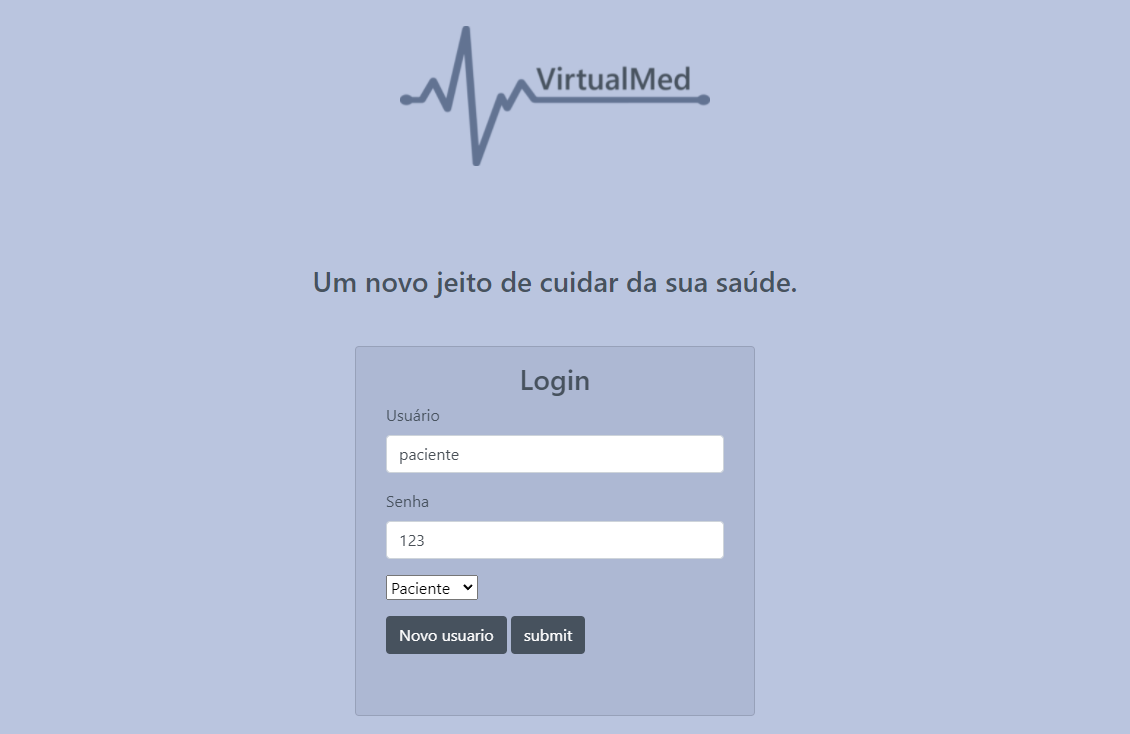 VirtualMed
Um novo jeito de cuidar da sua saúde.
Login
Usuário
paciente
Senha
123
Paciente
Novo usuario submit